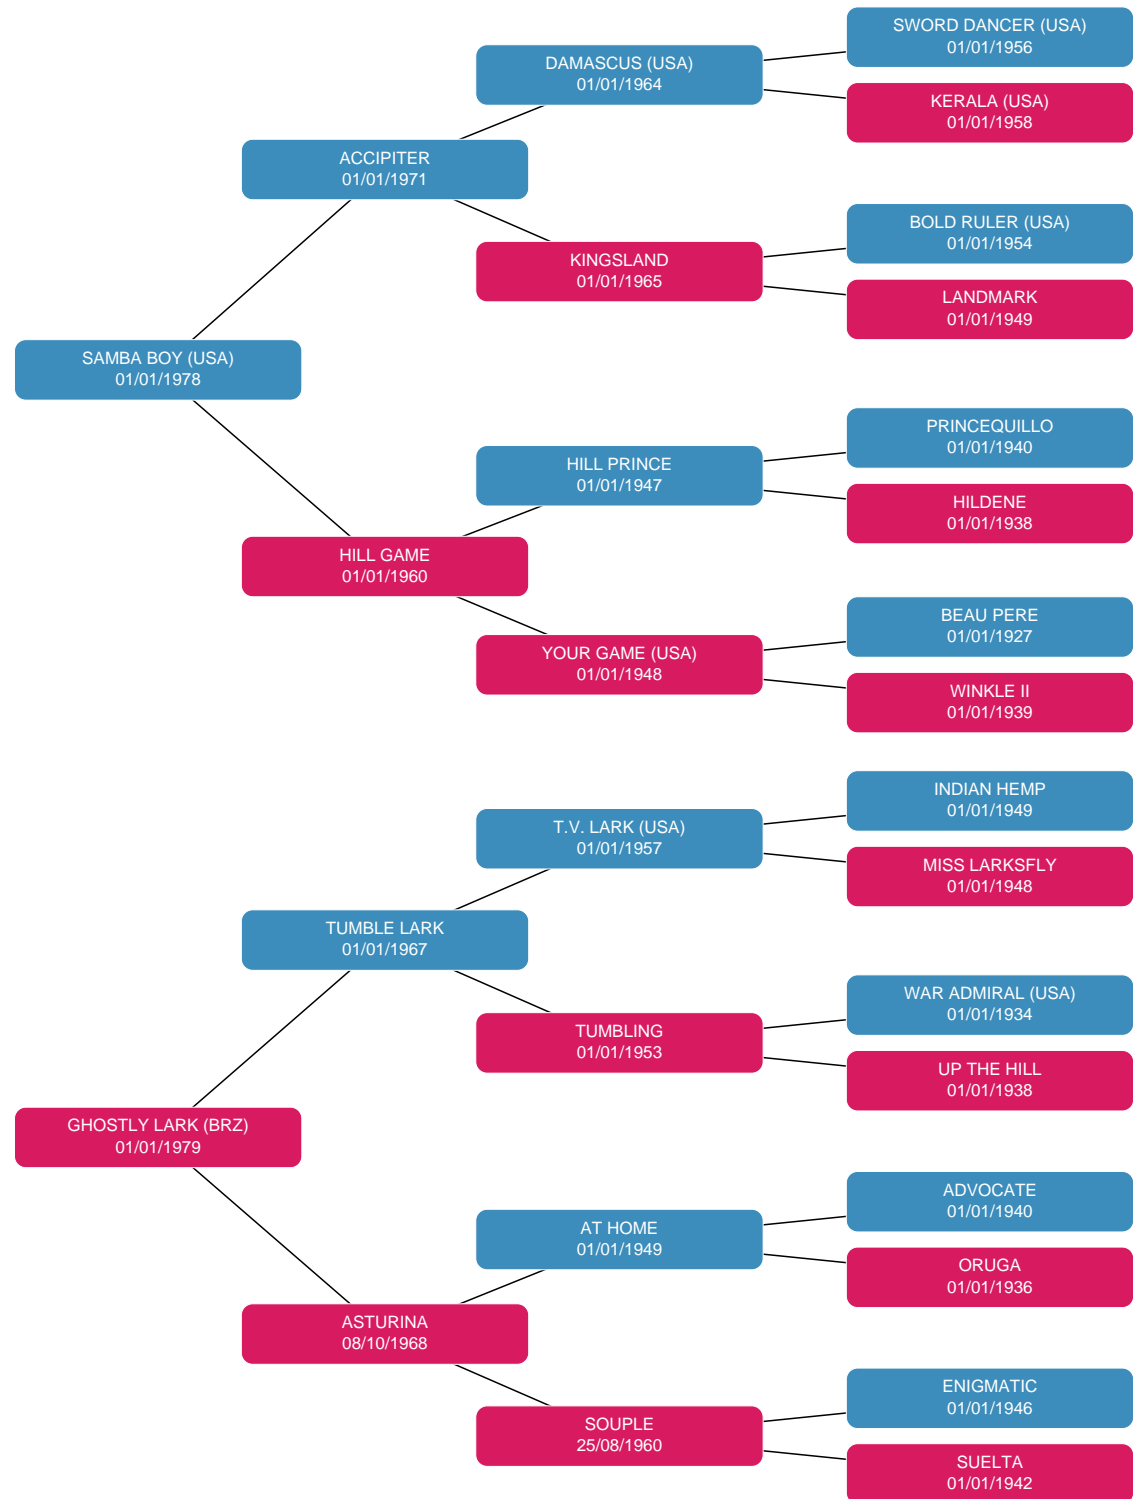 SWORD DANCER (USA)
01/01/1956
DAMASCUS (USA)
01/01/1964
KERALA (USA)
01/01/1958
ACCIPITER
01/01/1971
BOLD RULER (USA)
01/01/1954
KINGSLAND
01/01/1965
LANDMARK
01/01/1949
SAMBA BOY (USA)
01/01/1978
PRINCEQUILLO
01/01/1940
HILL PRINCE
01/01/1947
HILDENE
01/01/1938
HILL GAME
01/01/1960
BEAU PERE
01/01/1927
YOUR GAME (USA)
01/01/1948
WINKLE II
01/01/1939
INDIAN HEMP
01/01/1949
T.V. LARK (USA)
01/01/1957
MISS LARKSFLY
01/01/1948
TUMBLE LARK
01/01/1967
WAR ADMIRAL (USA)
01/01/1934
TUMBLING
01/01/1953
UP THE HILL
01/01/1938
GHOSTLY LARK (BRZ)
01/01/1979
ADVOCATE
01/01/1940
AT HOME
01/01/1949
ORUGA
01/01/1936
ASTURINA
08/10/1968
ENIGMATIC
01/01/1946
SOUPLE
25/08/1960
SUELTA
01/01/1942